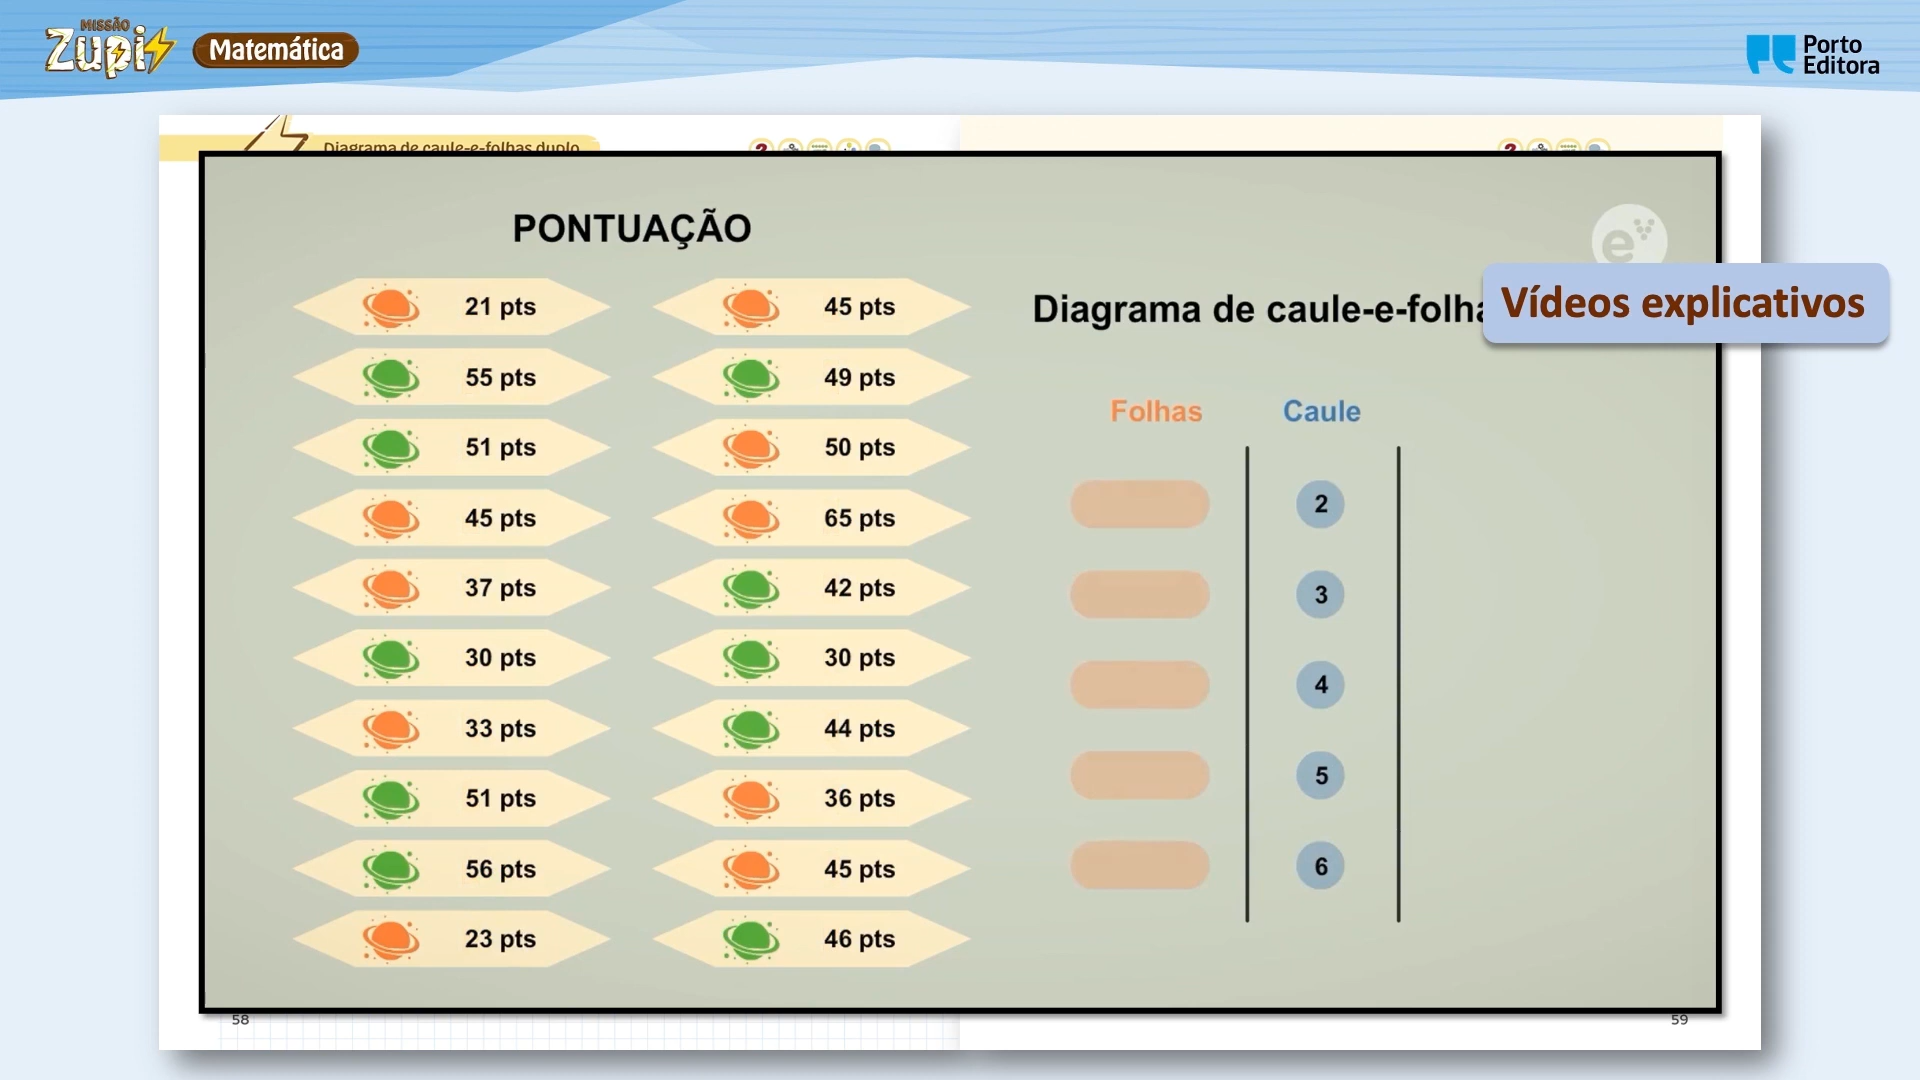 MISSÃO
Zupi
Matemática
Porto
Editora
Diagrama de caule-e-folhas duplo
PONTUAÇÃO
21 pts
55 pts
51 pts
45 pts
37 pts
30 pts
33 pts
51 pts
56 pts
23 pts
45 pts
49 pts
50 pts
65 pts
42 pts
30 pts
44 pts
36 pts
45 pts
46 pts
e
Diagrama de caule-e-folha
Vídeos explicativos
Folhas Caule
2
3
4
5
6
58
59